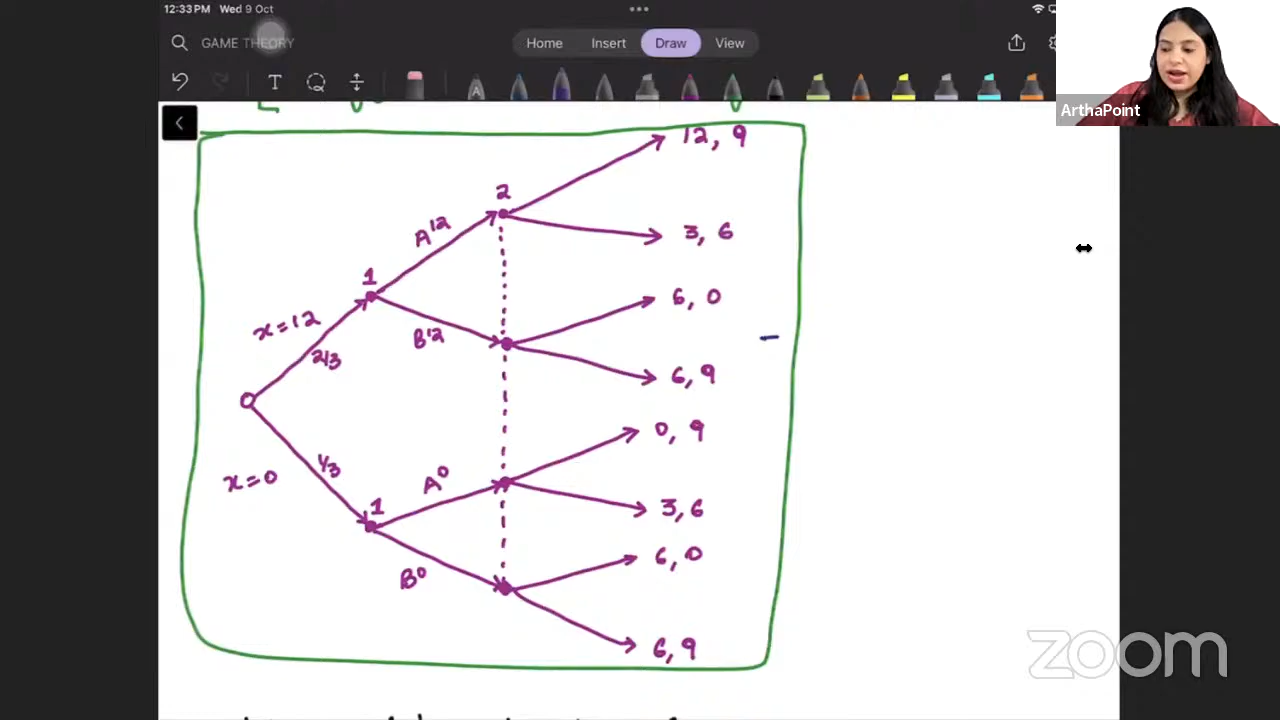 12:33 PM Wed 9 Oct
GAME THEORY
Home Insert Draw View
T
A
ArthaPoint
12, 9
2
A12
3, 6
1
6, 0
x=12
B12
2/3
6, 9
0, 9
1/3
A0
x=0
1
3, 6
6, 0
B0
6, 9
zoom